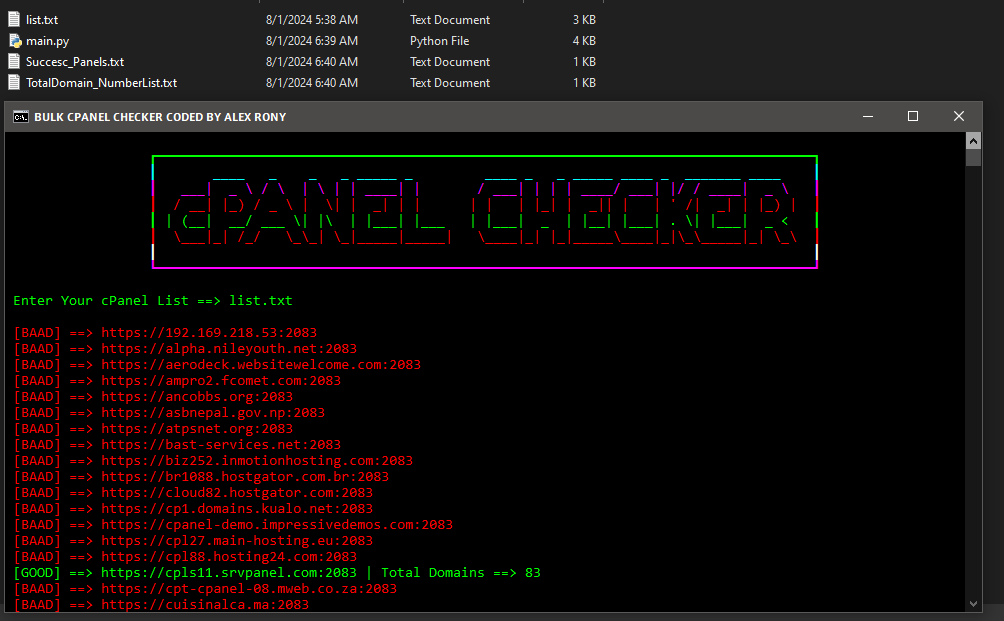 list.txt 8/1/2024 5:38 AM Text Document 3 KB
main.py 8/1/2024 6:39 AM Python File 4 KB
Succesc_Panels.txt 8/1/2024 6:40 AM Text Document 1 KB
TotalDomain_NumberList.txt 8/1/2024 6:40 AM Text Document 1 KB
BULK CPANEL CHECKER CODED BY ALEX RONY
cPANEL CHECKER
Enter Your cPanel List ==> list.txt
[BAAD] ==> https://192.169.218.53:2083
[BAAD] ==> https://alpha.nileyouth.net:2083
[BAAD] ==> https://aerodeck.websitewelcome.com:2083
[BAAD] ==> https://ampro2.fcomet.com:2083
[BAAD] ==> https://ancobbs.org:2083
[BAAD] ==> https://asbnepal.gov.np:2083
[BAAD] ==> https://atpsnet.org:2083
[BAAD] ==> https://bast-services.net:2083
[BAAD] ==> https://biz252.inmotionhosting.com:2083
[BAAD] ==> https://br1088.hostgator.com.br:2083
[BAAD] ==> https://cloud82.hostgator.com:2083
[BAAD] ==> https://cp1.domains.kualo.net:2083
[BAAD] ==> https://cpanel-demo.impressivedemos.com:2083
[BAAD] ==> https://cpl27.main-hosting.eu:2083
[BAAD] ==> https://cpl88.hosting24.com:2083
[GOOD] ==> https://cpls11.srvpanel.com:2083 | Total Domains ==> 83
[BAAD] ==> https://cpt-cpanel-08.mweb.co.za:2083
[BAAD] ==> https://cuisinalca.ma:2083